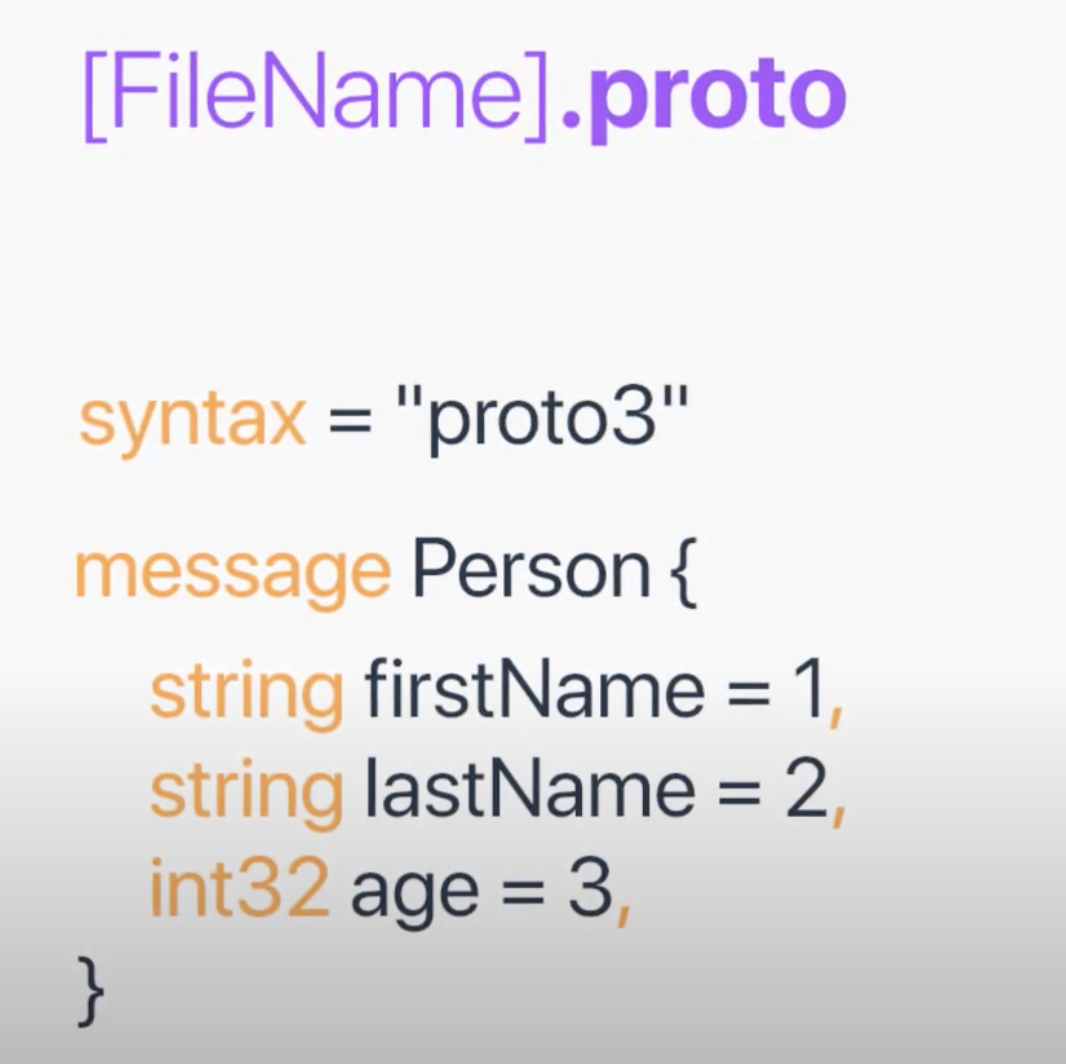 [FileName].proto
syntax = "proto3"
message Person {
string firstName = 1,
string lastName = 2,
int32 age = 3,
}